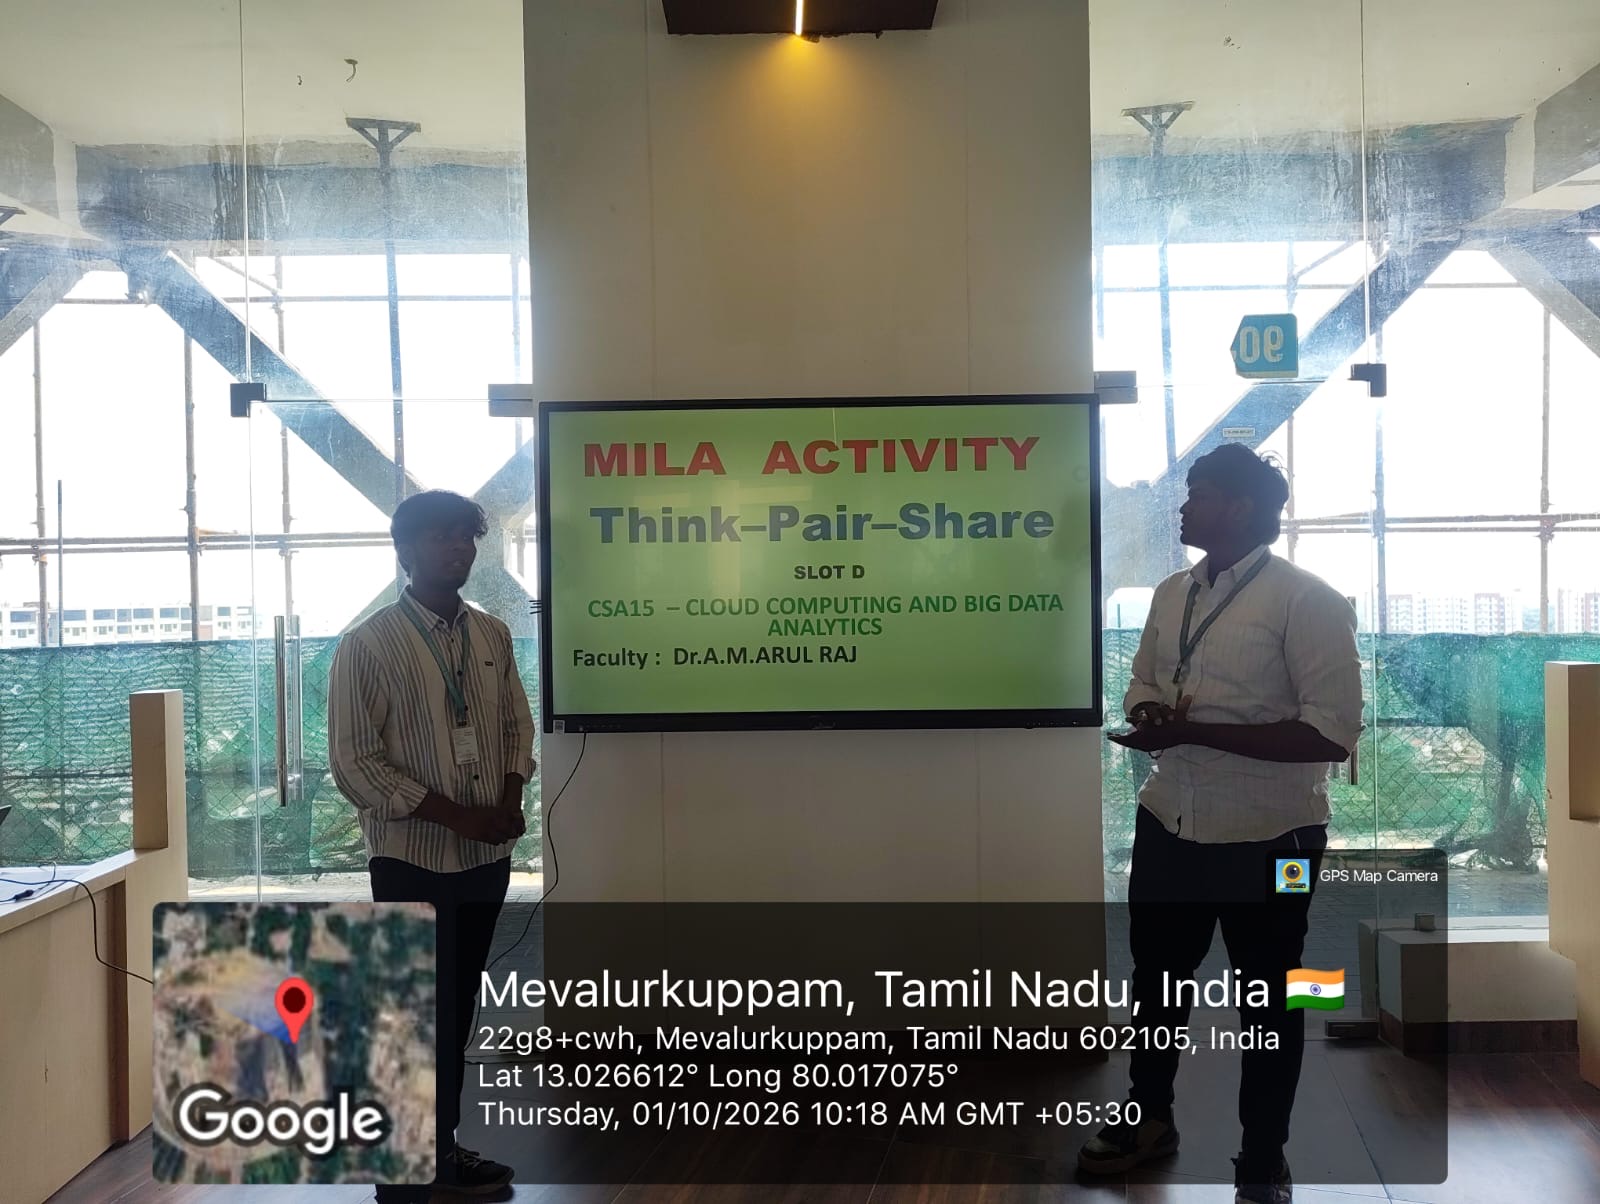 90
MILA ACTIVITY
Think–Pair–Share
SLOT D
CSA15 – CLOUD COMPUTING AND BIG DATA
ANALYTICS
Faculty : Dr.A.M.ARUL RAJ
GPS Map Camera
Mevalurkuppam, Tamil Nadu, India
22g8+cwh, Mevalurkuppam, Tamil Nadu 602105, India
Lat 13.026612° Long 80.017075°
Thursday, 01/10/2026 10:18 AM GMT +05:30
Google